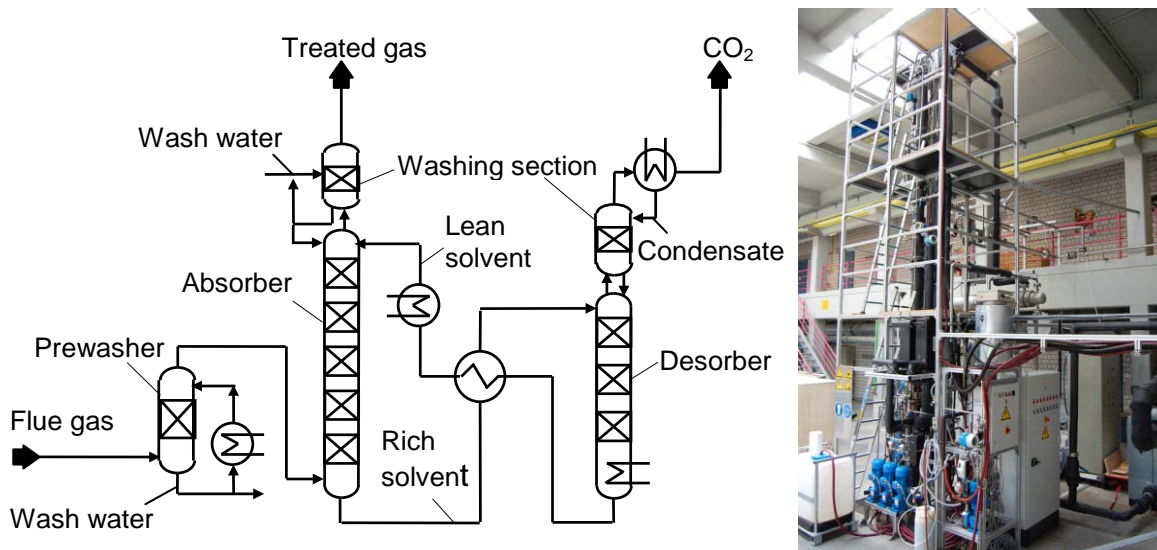 Treated gas
CO₂
Wash water
Washing section
Lean
solvent
Condensate
Absorber
Prewasher
Desorber
Flue gas
Rich
solvent
Wash water